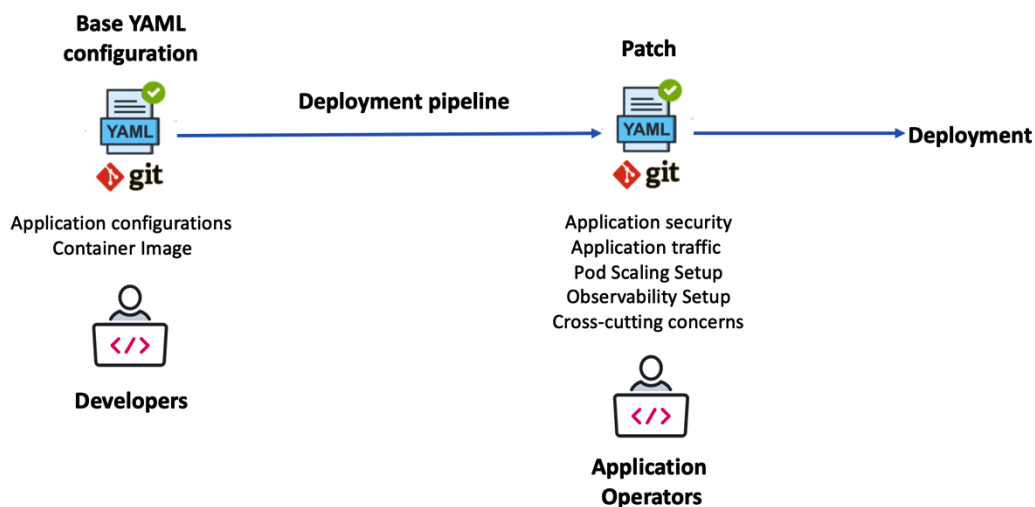 Base YAML
configuration
YAML
git
Application configurations
Container Image
</>
Developers
Deployment pipeline
Patch
YAML
git
Application security
Application traffic
Pod Scaling Setup
Observability Setup
Cross-cutting concerns
</>
Application
Operators
Deployment